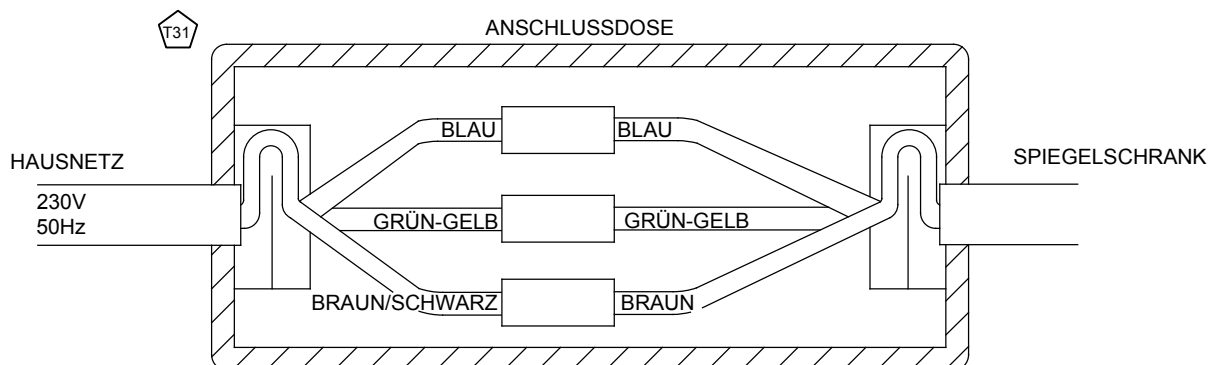 T31
ANSCHLUSSDOSE
BLAU
BLAU
HAUSNETZ
SPIEGELSCHRANK
230V
50Hz
GRÜN-GELB
GRÜN-GELB
BRAUN/SCHWARZ
BRAUN